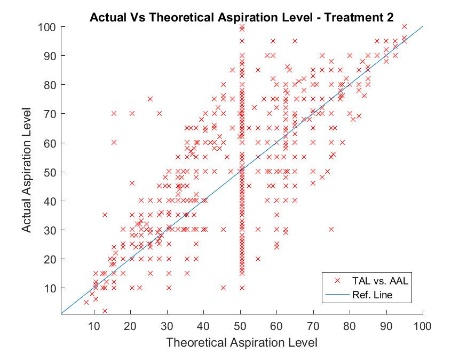 Actual Vs Theoretical Aspiration Level - Treatment 2
100
90
80
70
60
50
40
30
20
10
Actual Aspiration Level
10 20 30 40 50 60 70 80 90 100
Theoretical Aspiration Level
TAL vs. AAL
Ref. Line